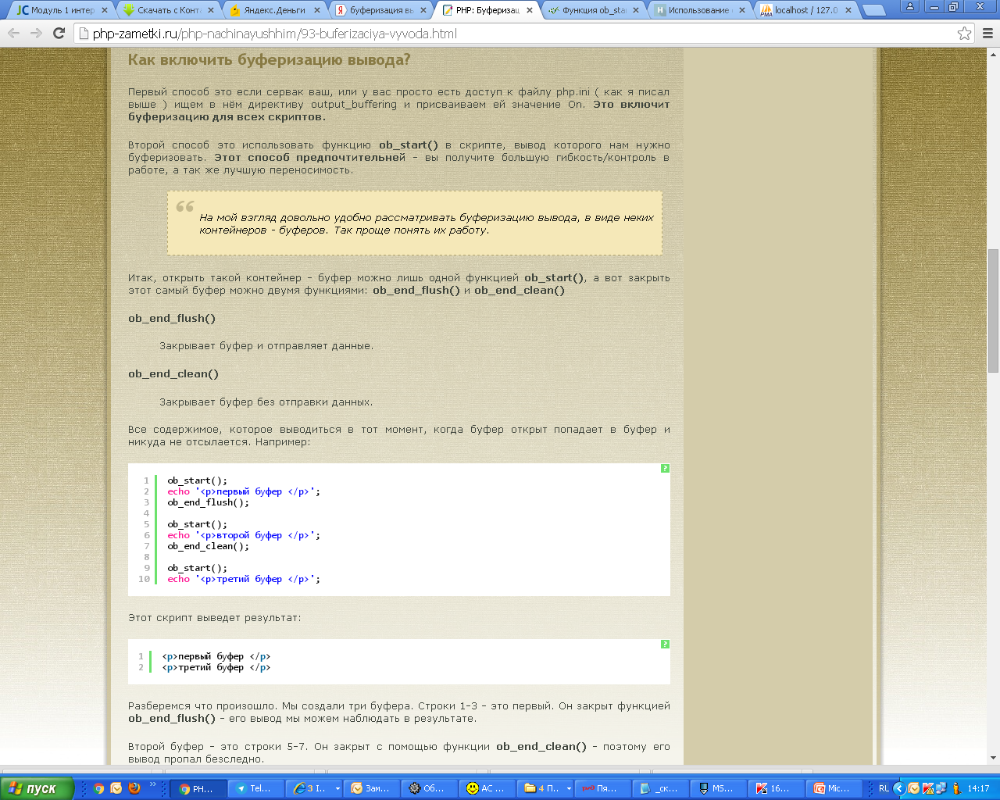 Модуль 1 интер
Скачать с Конта
Яндекс.Деньги
буферизация вы
PHP: Буферизац
Функция ob_sta
Использование
localhost / 127.0
php-zametki.ru/php-nachinayushhim/93-buferizaciya-vyvoda.html
Как включить буферизацию вывода?
Первый способ это если сервак ваш, или у вас просто есть доступ к файлу php.ini ( как я писал
выше ) ищем в нём директиву output_buffering и присваиваем ей значение On. Это включит
буферизацию для всех скриптов.
Второй способ это использовать функцию ob_start() в скрипте, вывод которого нам нужно
буферизовать. Этот способ предпочтительней – вы получите большую гибкость/контроль в
работе, а так же лучшую переносимость.
На мой взгляд довольно удобно рассматривать буферизацию вывода, в виде неких
контейнеров - буферов. Так проще понять их работу.
Итак, открыть такой контейнер – буфер можно лишь одной функцией ob_start(), а вот закрыть
этот самый буфер можно двумя функциями: ob_end_flush() и ob_end_clean()
ob_end_flush()
Закрывает буфер и отправляет данные.
ob_end_clean()
Закрывает буфер без отправки данных.
Все содержимое, которое выводиться в тот момент, когда буфер открыт попадает в буфер и
никуда не отсылается. Например:
?
1 ob_start();
2 echo '<p>первый буфер </p>';
3 ob_end_flush();
4
5 ob_start();
6 echo '<p>второй буфер </p>';
7 ob_end_clean();
8
9 ob_start();
10 echo '<p>третий буфер </p>';
Этот скрипт выведет результат:
?
1 <p>первый буфер </p>
2 <p>третий буфер </p>
Разберемся что произошло. Мы создали три буфера. Строки 1–3 – это первый. Он закрыт функцией
ob_end_flush() – его вывод мы можем наблюдать в результате.
Второй буфер – это строки 5–7. Он закрыт с помощью функции ob_end_clean() – поэтому его
вывод пропал безследно.
пуск
PH...
Tel...
3 I...
Зам...
Об...
АС ...
4 П...
Пя...
_ск...
MS...
16...
Mic...
RL
14:17